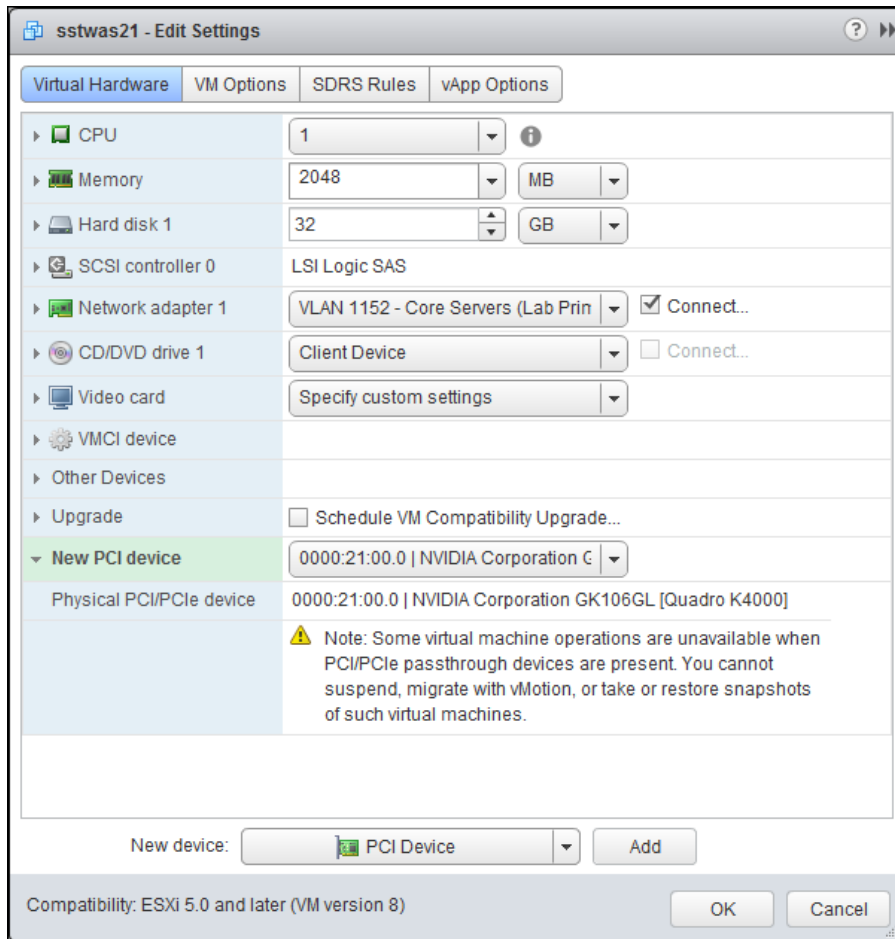 sstwas21 - Edit Settings
Virtual Hardware VM Options SDRS Rules vApp Options
CPU 1
Memory 2048 MB
Hard disk 1 32 GB
SCSI controller 0 LSI Logic SAS
Network adapter 1 VLAN 1152 - Core Servers (Lab Prin Connect...
CD/DVD drive 1 Client Device Connect...
Video card Specify custom settings
VMCI device
Other Devices
Upgrade Schedule VM Compatibility Upgrade...
New PCI device 0000:21:00.0 | NVIDIA Corporation G
Physical PCI/PCIe device 0000:21:00.0 | NVIDIA Corporation GK106GL [Quadro K4000]
Note: Some virtual machine operations are unavailable when
PCI/PCIe passthrough devices are present. You cannot
suspend, migrate with vMotion, or take or restore snapshots
of such virtual machines.
New device: PCI Device Add
Compatibility: ESXi 5.0 and later (VM version 8) OK Cancel